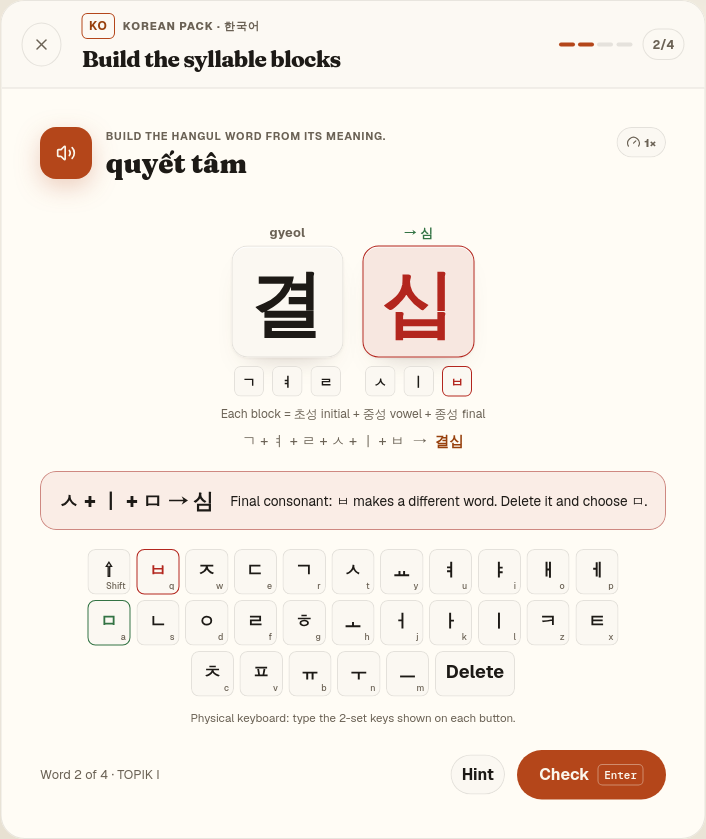 KO KOREAN PACK · 한국어
Build the syllable blocks
2/4
BUILD THE HANGUL WORD FROM ITS MEANING.
quyết tâm
1×
gyeol → 심
결 십
ㄱ ㅕ ㄹ ㅅ ㅣ ㅂ
Each block = 초성 initial + 중성 vowel + 종성 final
ㄱ + ㅕ + ㄹ + ㅅ + ㅣ + ㅂ → 결십
ㅅ + ㅣ + ㅁ → 심 Final consonant: ㅂ makes a different word. Delete it and choose ㅁ.
⇧ Shift ㅂ q ㅈ w ㄷ e ㄱ r ㅅ t ㅛ y ㅕ u ㅑ i ㅐ o ㅔ p
ㅁ a ㄴ s ㅇ d ㄹ f ㅎ g ㅗ h ㅓ j ㅏ k ㅣ l ㅋ z ㅌ x
ㅊ c ㅍ v ㅠ b ㅜ n ㅡ m Delete
Physical keyboard: type the 2-set keys shown on each button.
Word 2 of 4 · TOPIK I
Hint
Check Enter